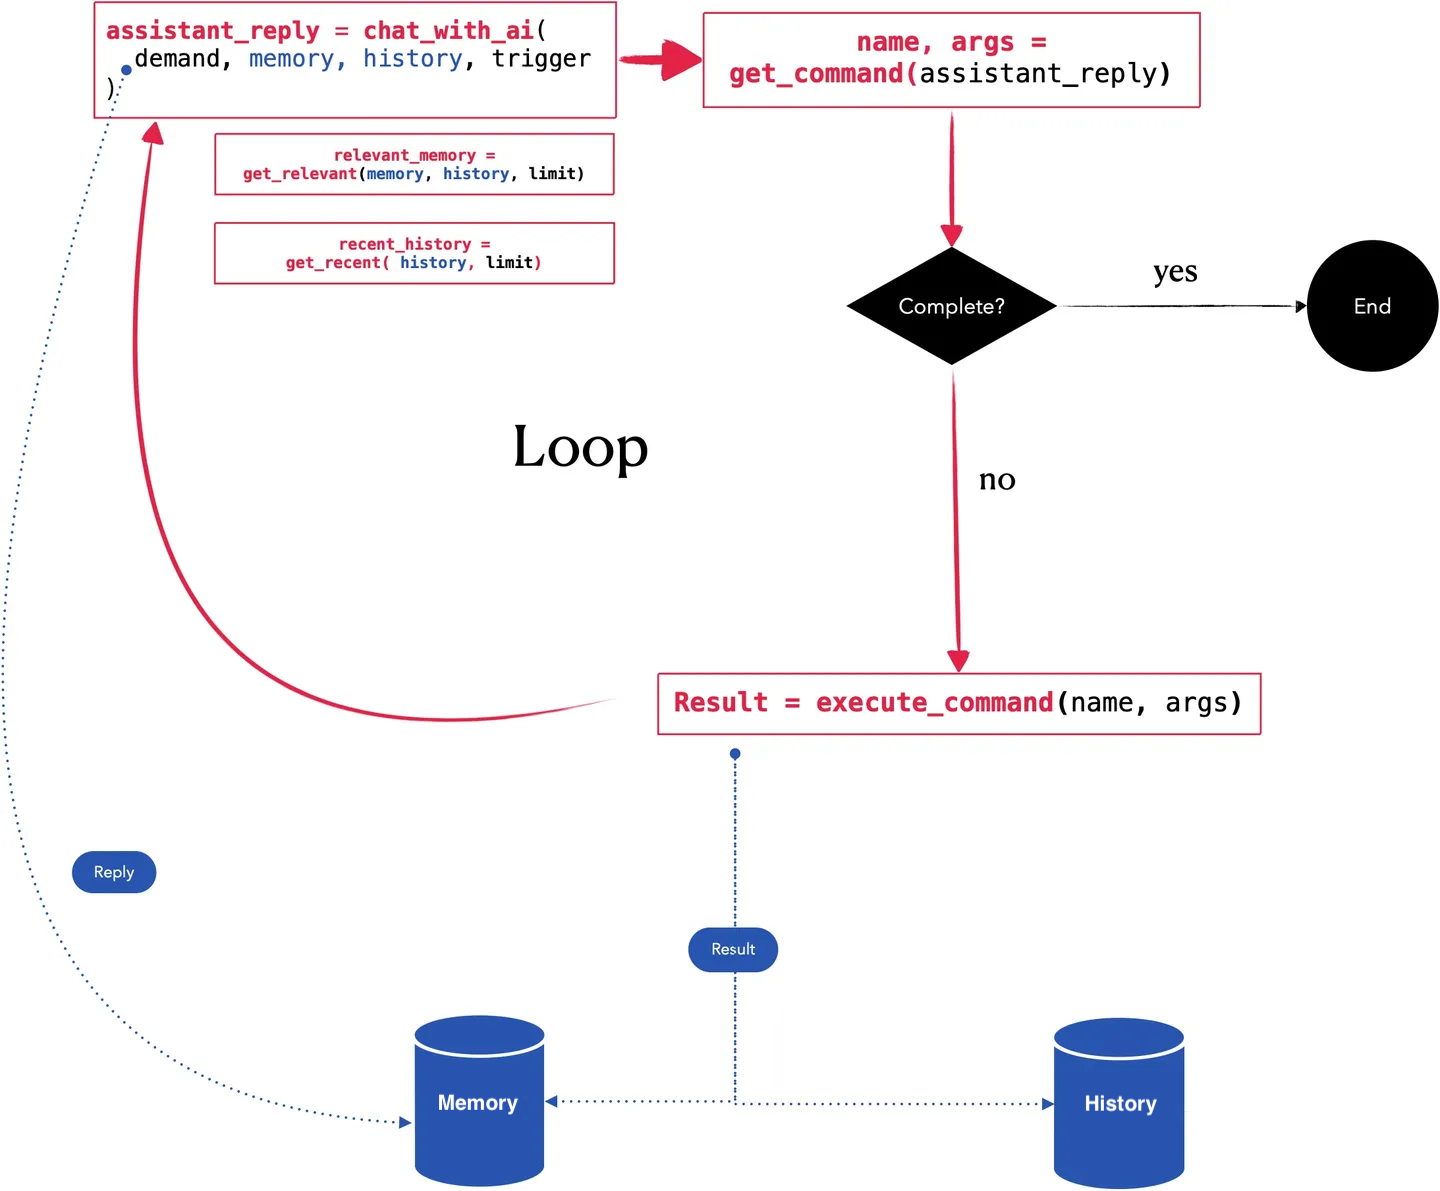 assistant_reply = chat_with_ai(
demand, memory, history, trigger
)
name, args =
get_command(assistant_reply)
relevant_memory =
get_relevant(memory, history, limit)
recent_history =
get_recent( history, limit)
Complete?
yes
End
Loop
no
Result = execute_command(name, args)
Reply
Result
Memory
History